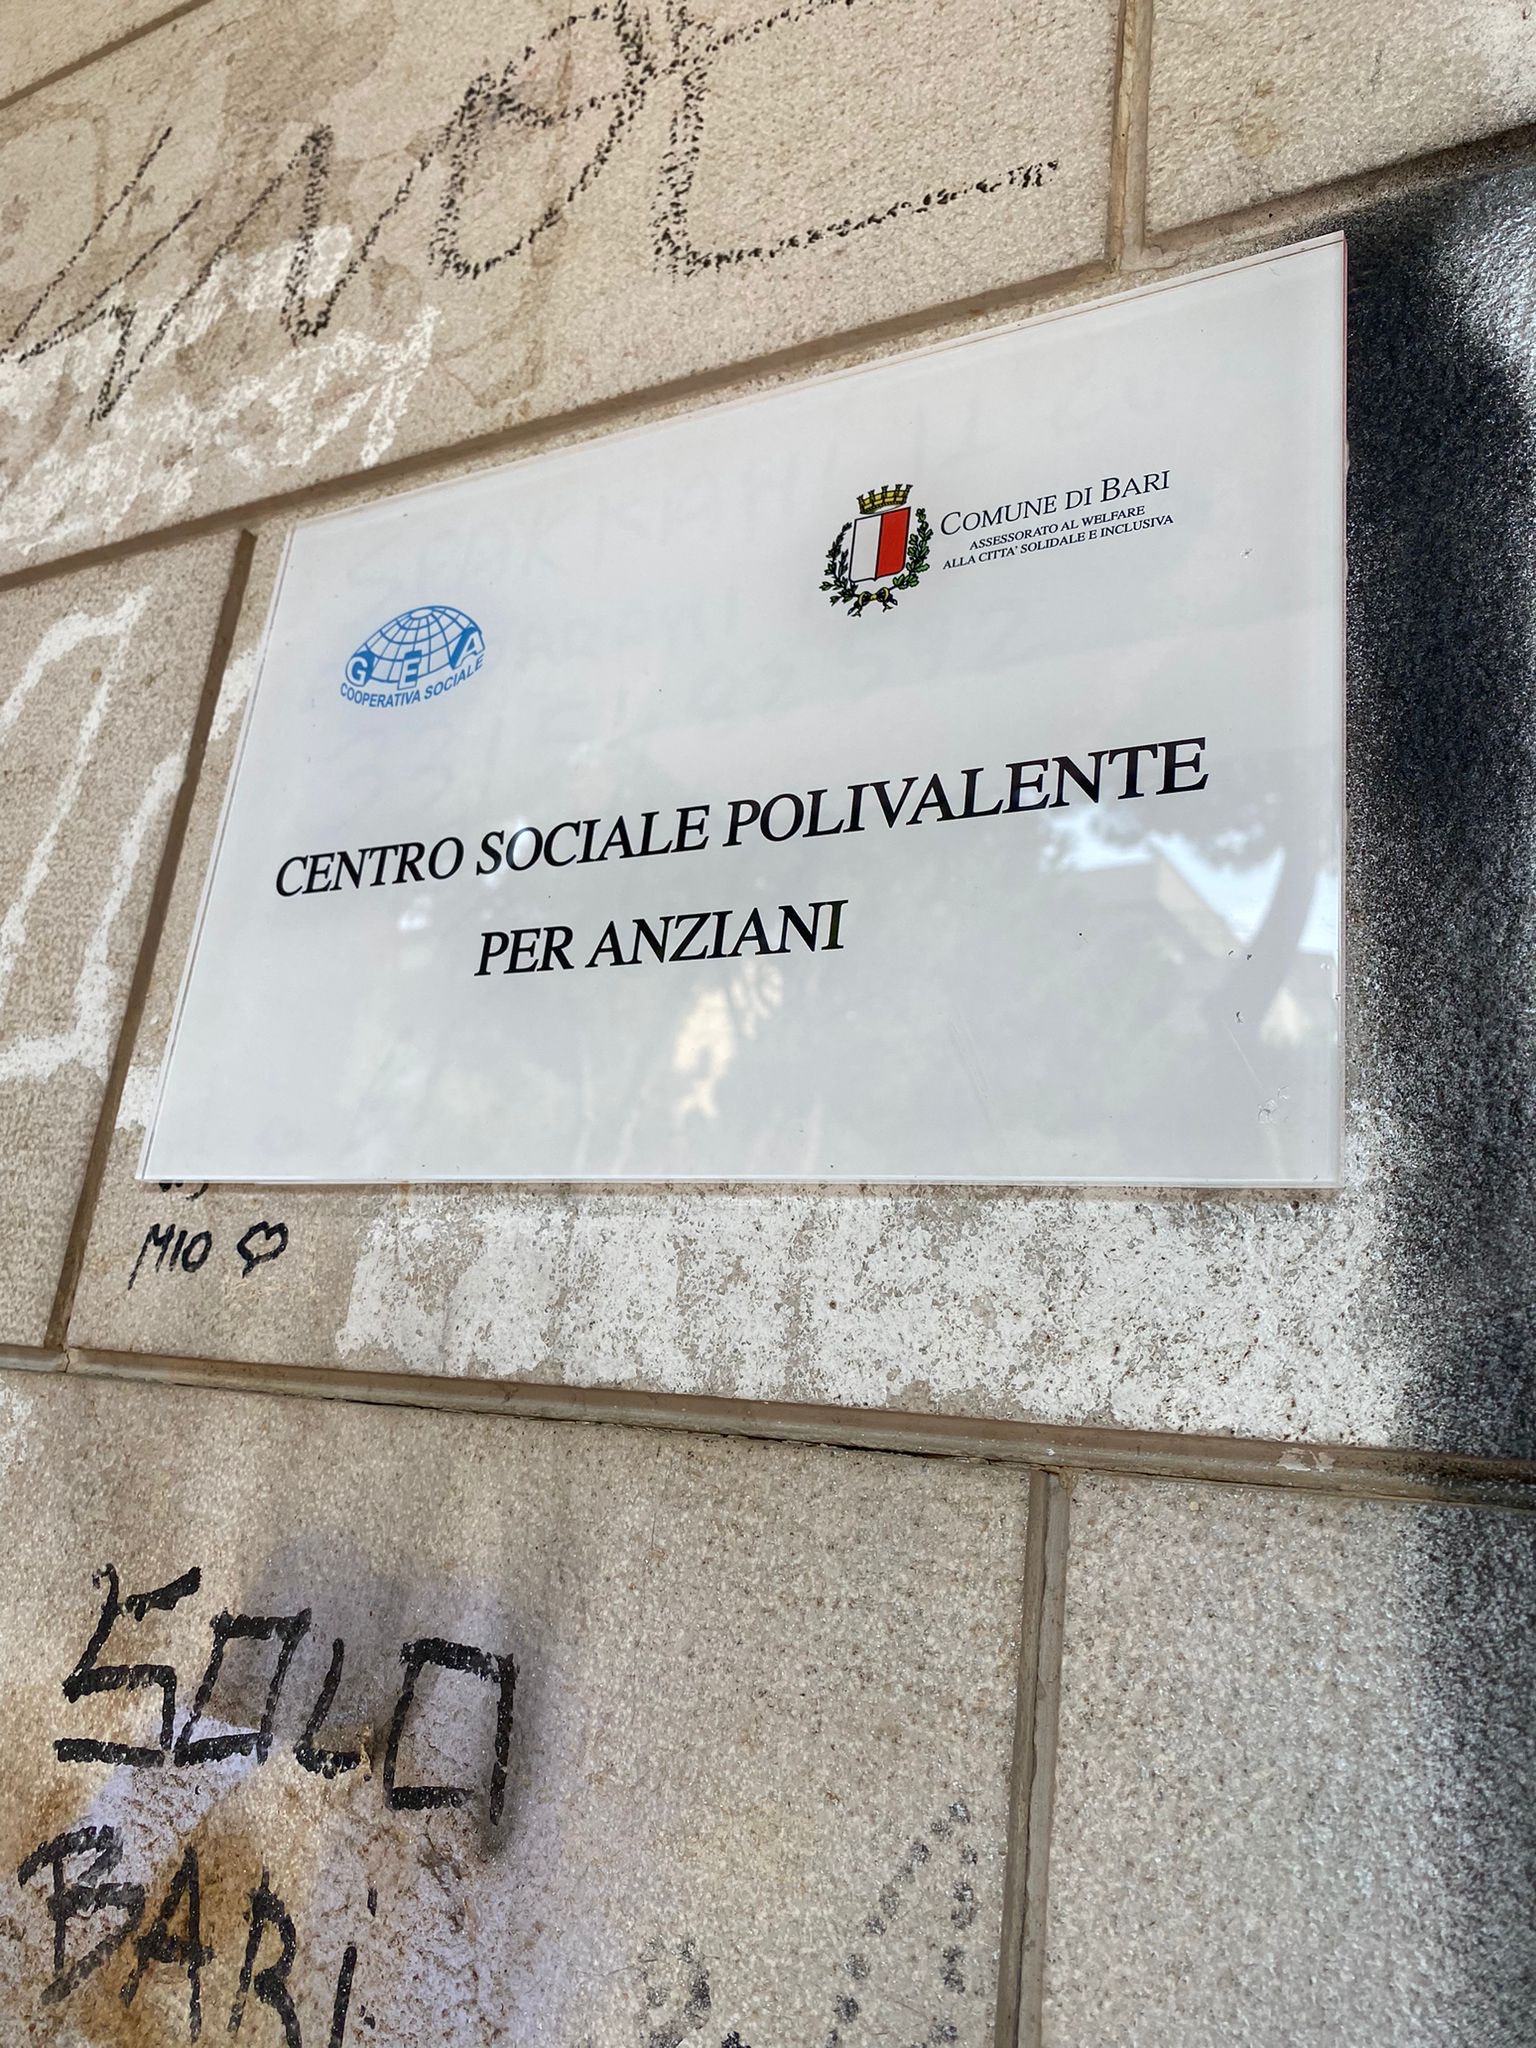 COMUNE DI BARI
ASSESSORATO AL WELFARE
ALLA CITTA' SOLIDALE E INCLUSIVA
GEA
COOPERATIVA SOCIALE
CENTRO SOCIALE POLIVALENTE
PER ANZIANI
MIO
SOLO
BARI